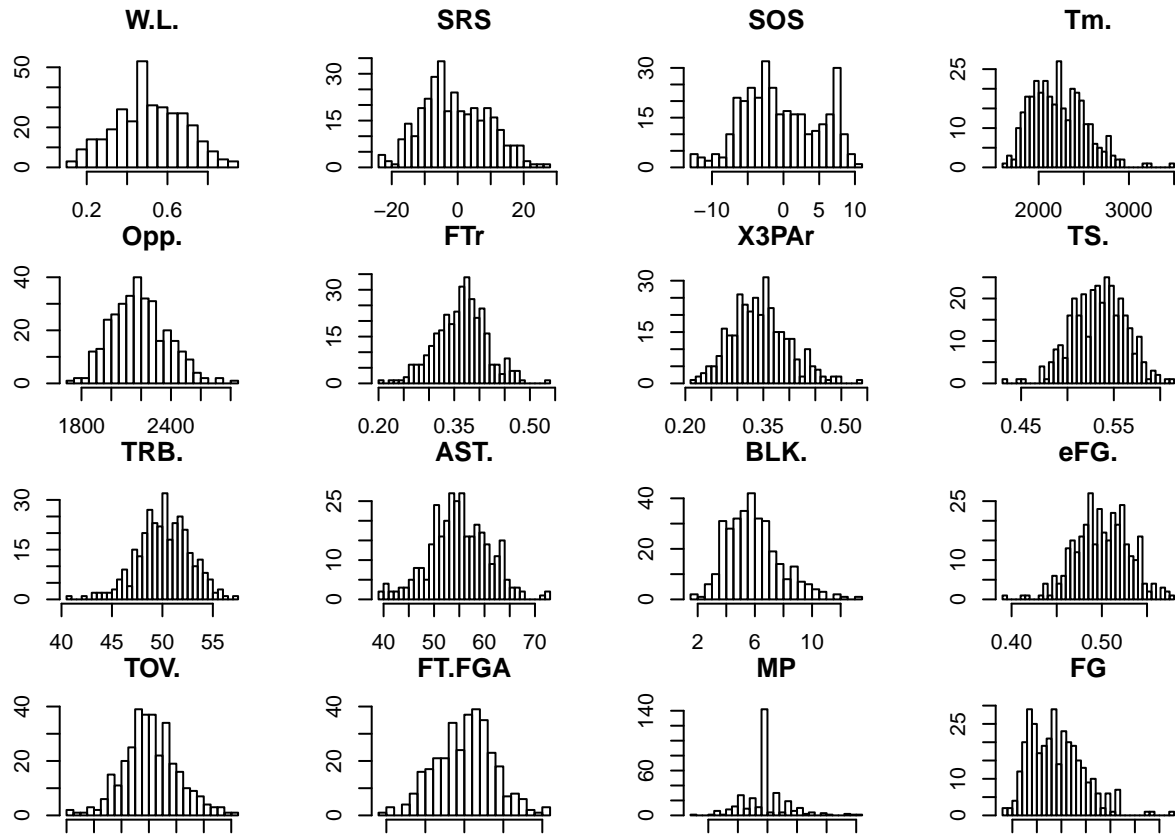 W.L. SRS SOS Tm.
0 20 50 0 15 35 0 15 30 0 10 25
0.2 0.6 −20 0 20 −10 0 5 10 2000 3000
Opp. FTr X3PAr TS.
0 20 40 0 15 35 0 15 35 0 10 20
1800 2400 0.20 0.35 0.50 0.20 0.35 0.50 0.45 0.55
TRB. AST. BLK. eFG.
0 15 30 0 10 25 0 20 40 0 10 25
40 45 50 55 40 50 60 70 2 6 10 0.40 0.50
TOV. FT.FGA MP FG
0 20 40 0 20 40 0 60 140 0 10 25